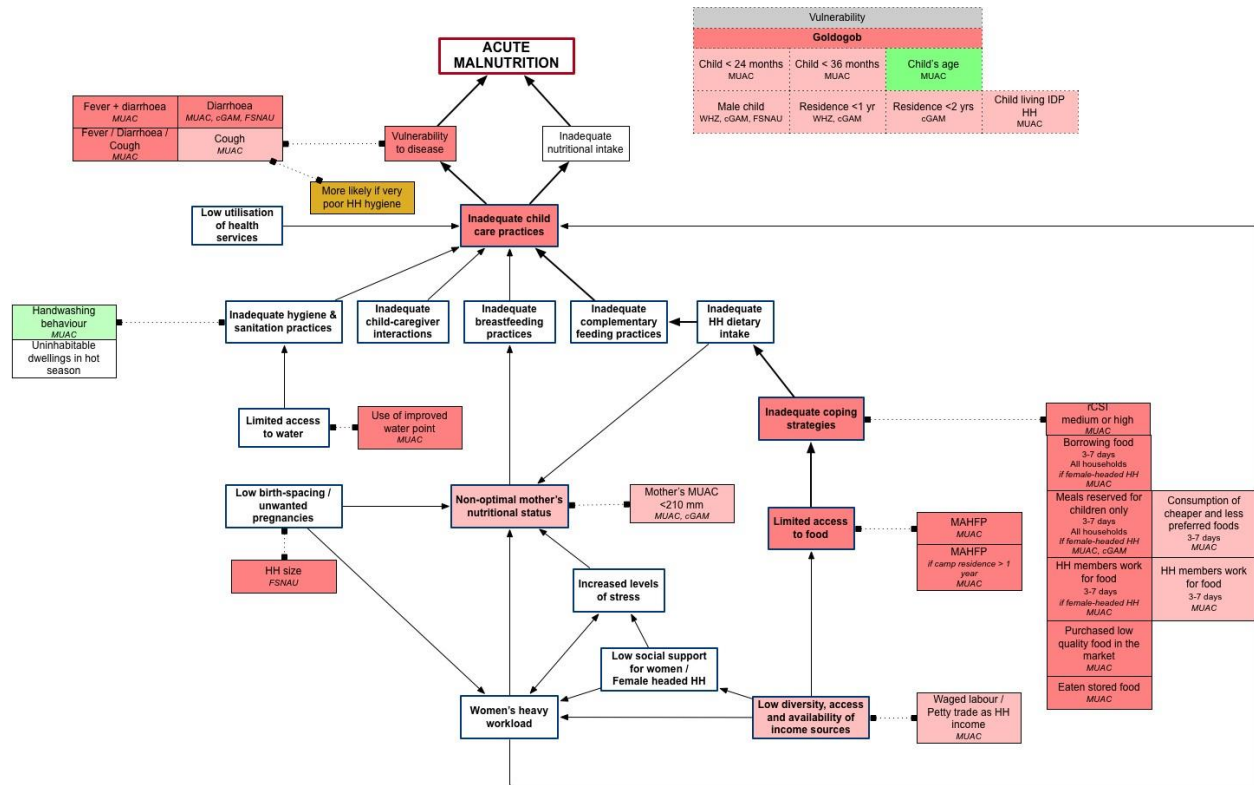 Vulnerability
Goldogob
Child < 24 months
MUAC
Child < 36 months
MUAC
Child's age
MUAC
Male child
WHZ, cGAM, FSNAU
Residence <1 yr
WHZ, cGAM
Residence <2 yrs
cGAM
Child living IDP
HH
MUAC
ACUTE
MALNUTRITION
Fever + diarrhoea
MUAC
Diarrhoea
MUAC, cGAM, FSNAU
Fever / Diarrhoea /
Cough
MUAC
Cough
MUAC
Vulnerability
to disease
Inadequate
nutritional intake
More likely if very
poor HH hygiene
Low utilisation
of health
services
Inadequate child
care practices
Handwashing
behaviour
MUAC
Uninhabitable
dwellings in hot
season
Inadequate hygiene &
sanitation practices
Inadequate
child-caregiver
interactions
Inadequate
breastfeeding
practices
Inadequate
complementary
feeding practices
Inadequate
HH dietary
intake
Limited access
to water
Use of improved
water point
MUAC
Inadequate coping
strategies
rCSI
medium or high
MUAC
Borrowing food
3-7 days
All households
if female-headed HH
MUAC
Meals reserved for
children only
3-7 days
All households
If female-headed HH
MUAC, cGAM
Consumption of
cheaper and less
preferred foods
3-7 days
MUAC
HH members work
for food
3-7 days
if female-headed HH
MUAC
HH members work
for food
3-7 days
MUAC
Purchased low
quality food in the
market
MUAC
Eaten stored food
MUAC
Low birth-spacing /
unwanted
pregnancies
Non-optimal mother's
nutritional status
Mother's MUAC
<210 mm
MUAC, cGAM
Limited access
to food
MAHFP
MUAC
MAHFP
if camp residence > 1
year
MUAC
HH size
FSNAU
Increased levels
of stress
Low social support
for women /
Female headed HH
Women's heavy
workload
Low diversity, access
and availability of
income sources
Waged labour /
Petty trade as HH
income
MUAC